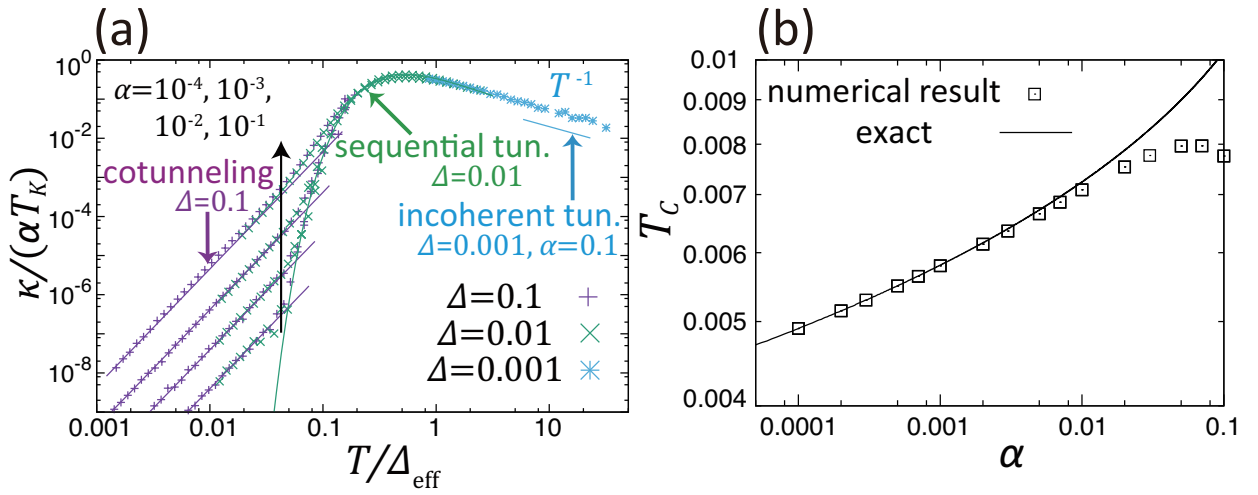 (a)
κ/(αT_K)
10^0
10^-2
10^-4
10^-6
10^-8
α=10^-4, 10^-3,
10^-2, 10^-1
T^-1
cotunneling
Δ=0.1
sequential tun.
Δ=0.01
incoherent tun.
Δ=0.001, α=0.1
Δ=0.1
Δ=0.01
Δ=0.001
0.001 0.01 0.1 1 10
T/Δ_eff
(b)
T_C
0.01
0.009
0.008
0.007
0.006
0.005
0.004
numerical result
exact
0.0001 0.001 0.01 0.1
α